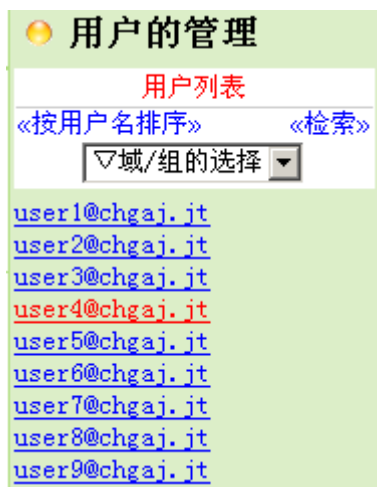 用户的管理
用户列表
«按用户名排序» «检索»
▽域/组的选择
user1@chgaj.jt
user2@chgaj.jt
user3@chgaj.jt
user4@chgaj.jt
user5@chgaj.jt
user6@chgaj.jt
user7@chgaj.jt
user8@chgaj.jt
user9@chgaj.jt